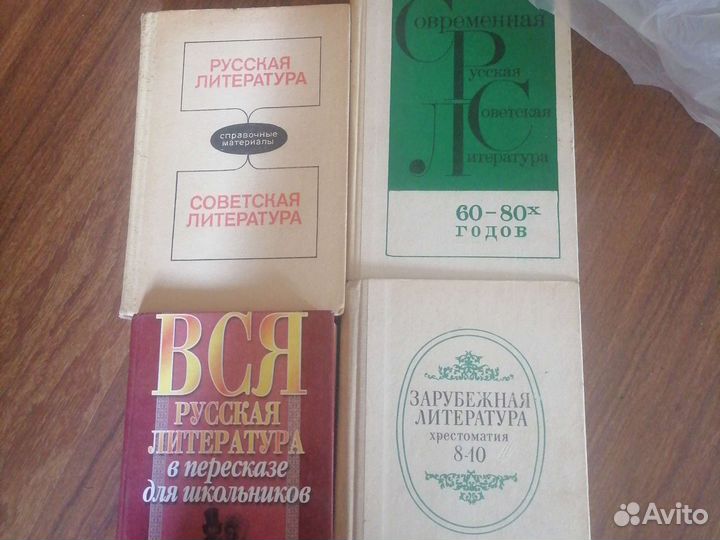 РУССКАЯ
ЛИТЕРАТУРА
справочные
материалы
СОВЕТСКАЯ
ЛИТЕРАТУРА
Современная
Русская
Советская
Литература
60-80х
ГОДОВ
ВСЯ
РУССКАЯ
ЛИТЕРАТУРА
в пересказе
для школьников
ЗАРУБЕЖНАЯ
ЛИТЕРАТУРА
хрестоматия
8-10
Avito